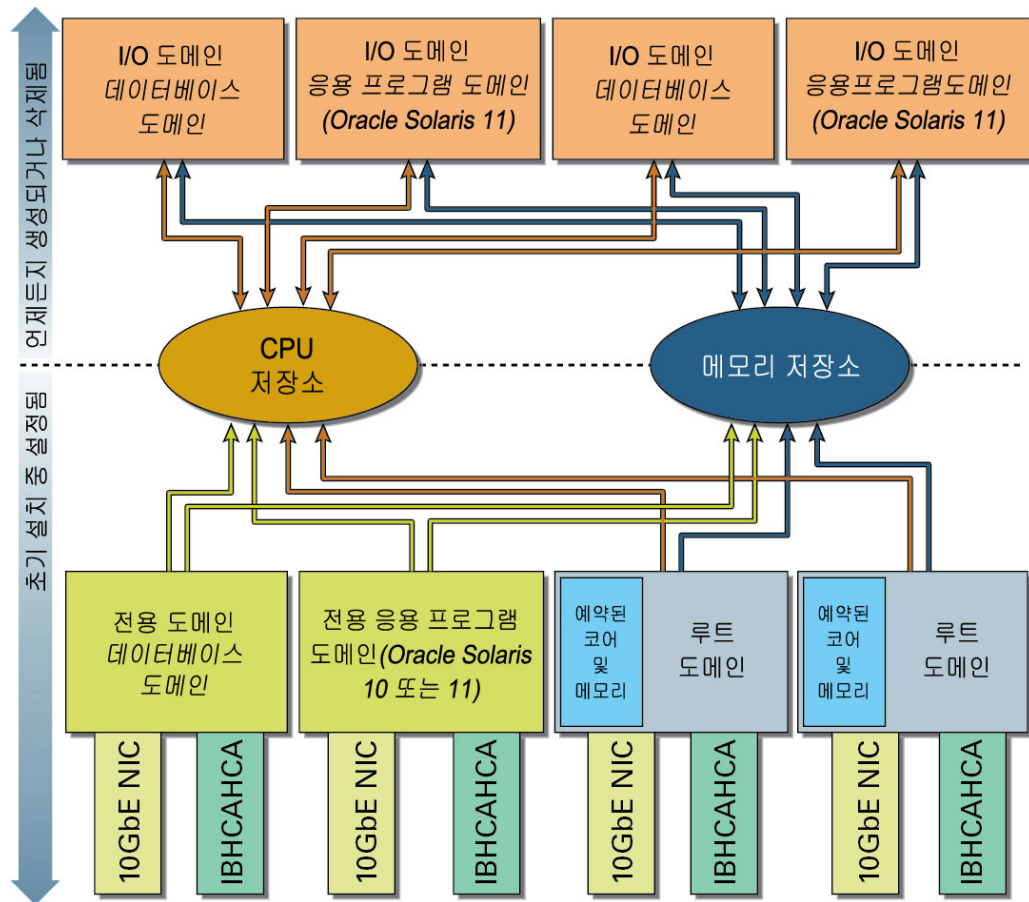 언제든지 생성되거나 삭제됨
I/O 도메인
데이터베이스
도메인
I/O 도메인
응용 프로그램 도메인
(Oracle Solaris 11)
I/O 도메인
데이터베이스
도메인
I/O 도메인
응용프로그램도메인
(Oracle Solaris 11)
CPU
저장소
메모리 저장소
초기 설치 중 설정됨
전용 도메인
데이터베이스
도메인
전용 응용 프로그램
도메인(Oracle Solaris
10 또는 11)
예약된
코어
및
메모리
루트
도메인
예약된
코어
및
메모리
루트
도메인
10GbE NIC
IBHCAHCA
10GbE NIC
IBHCAHCA
10GbE NIC
IBHCAHCA
10GbE NIC
IBHCAHCA